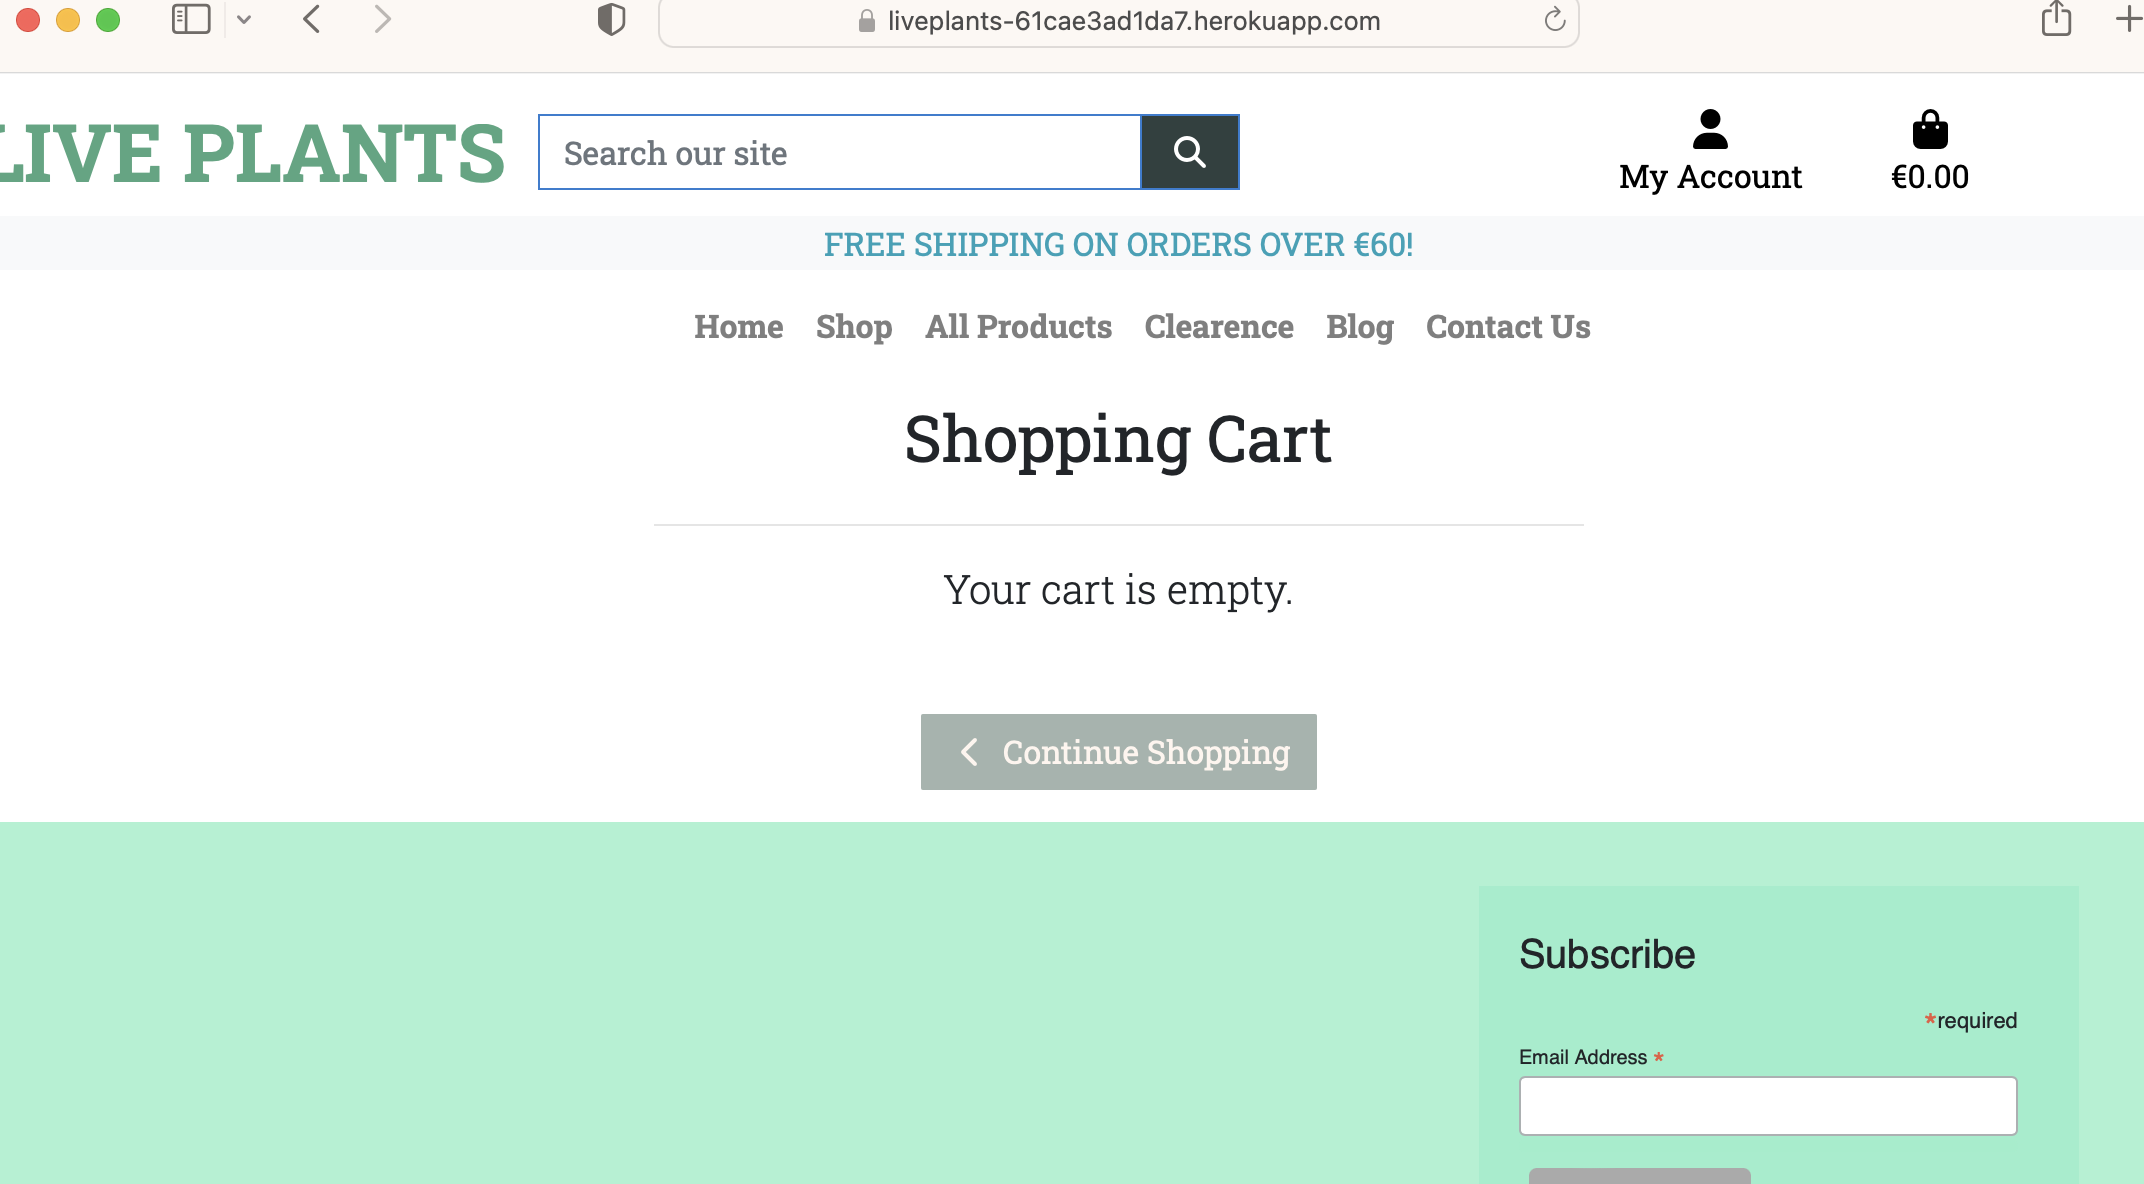 liveplants-61cae3ad1da7.herokuapp.com
LIVE PLANTS
Search our site
My Account
€0.00
FREE SHIPPING ON ORDERS OVER €60!
Home Shop All Products Clearence Blog Contact Us
Shopping Cart
Your cart is empty.
Continue Shopping
Subscribe
*required
Email Address *